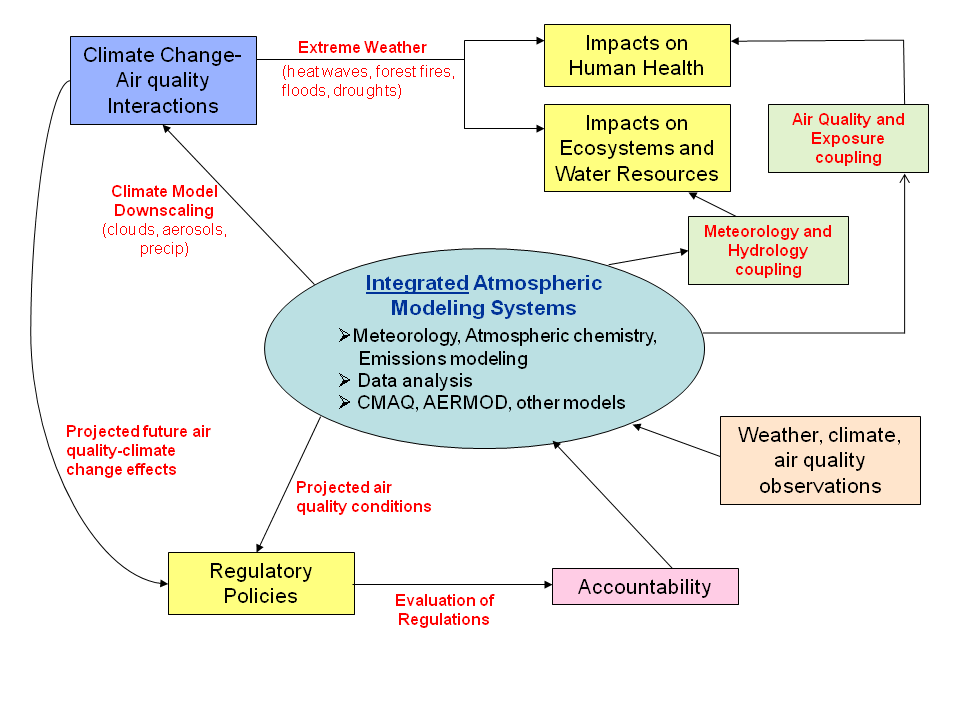 Climate Change-
Air quality
Interactions
Extreme Weather
(heat waves, forest fires,
floods, droughts)
Impacts on
Human Health
Impacts on
Ecosystems and
Water Resources
Air Quality and
Exposure
coupling
Climate Model
Downscaling
(clouds, aerosols,
precip)
Meteorology and
Hydrology
coupling
Integrated Atmospheric
Modeling Systems
➢Meteorology, Atmospheric chemistry,
Emissions modeling
➢ Data analysis
➢ CMAQ, AERMOD, other models
Projected future air
quality-climate
change effects
Projected air
quality conditions
Weather, climate,
air quality
observations
Regulatory
Policies
Evaluation of
Regulations
Accountability